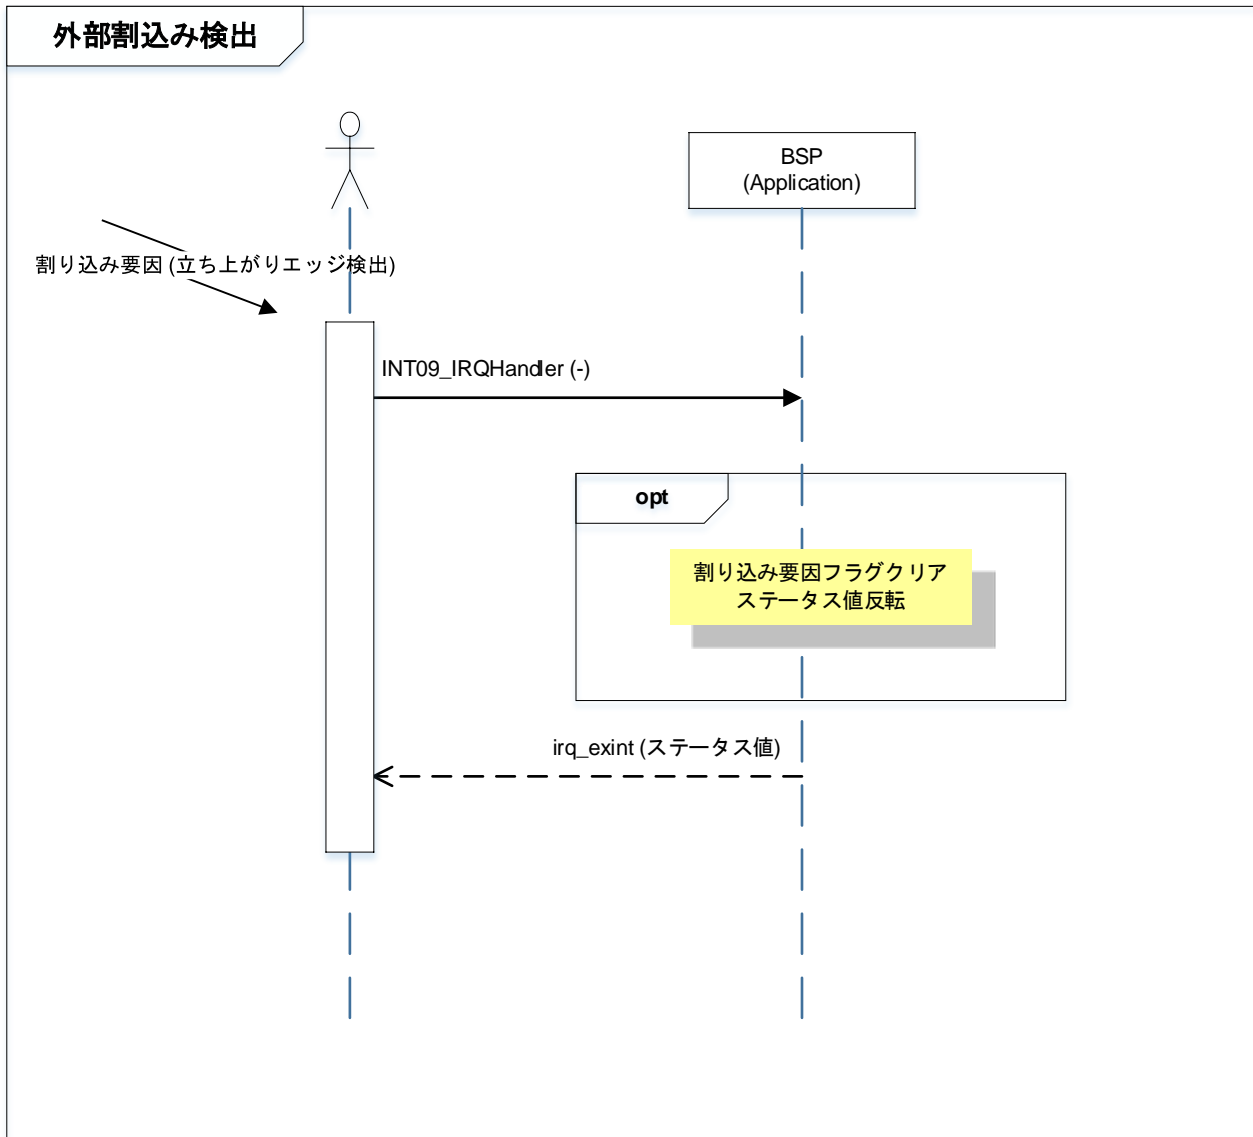 外部割込み検出
BSP
(Application)
割り込み要因 (立ち上がりエッジ検出)
INT09_IRQHandler (-)
opt
割り込み要因フラグクリア
ステータス値反転
irq_exint (ステータス値)